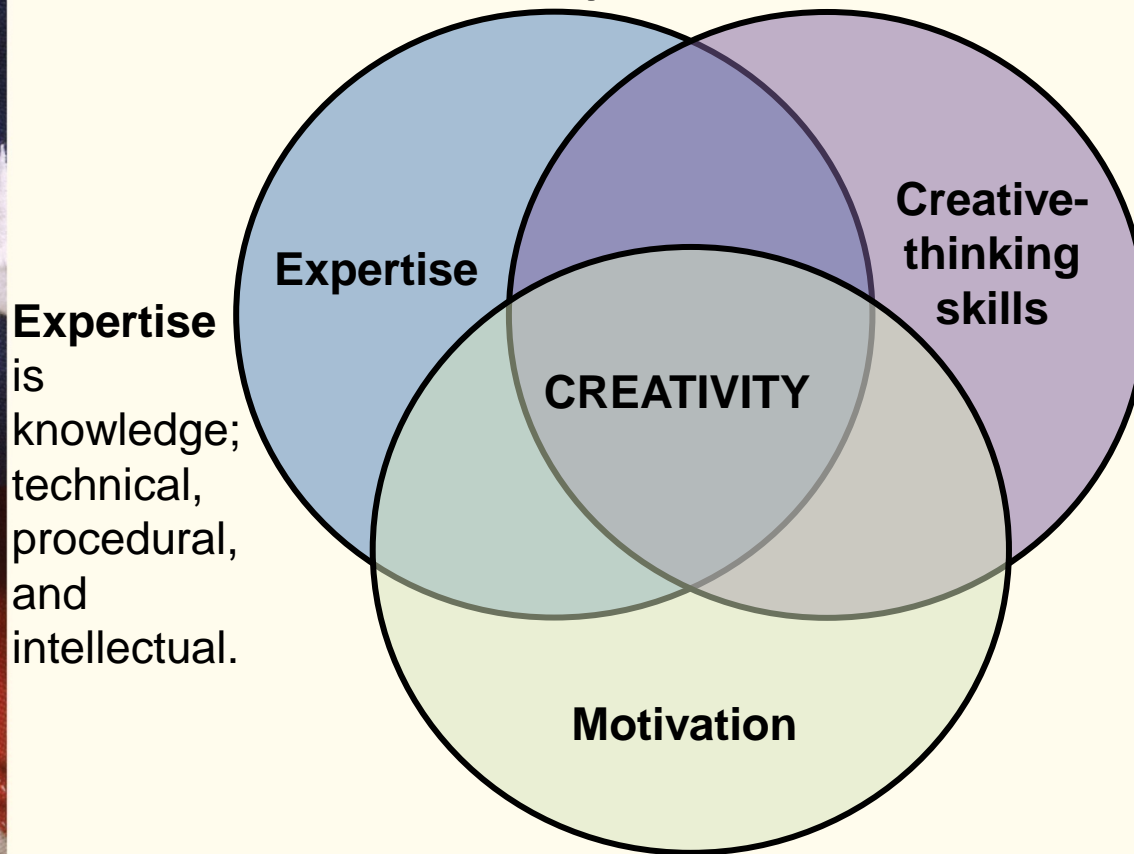 Expertise
is
knowledge;
technical,
procedural,
and
intellectual.
Expertise
Creative-
thinking
skills
CREATIVITY
Motivation